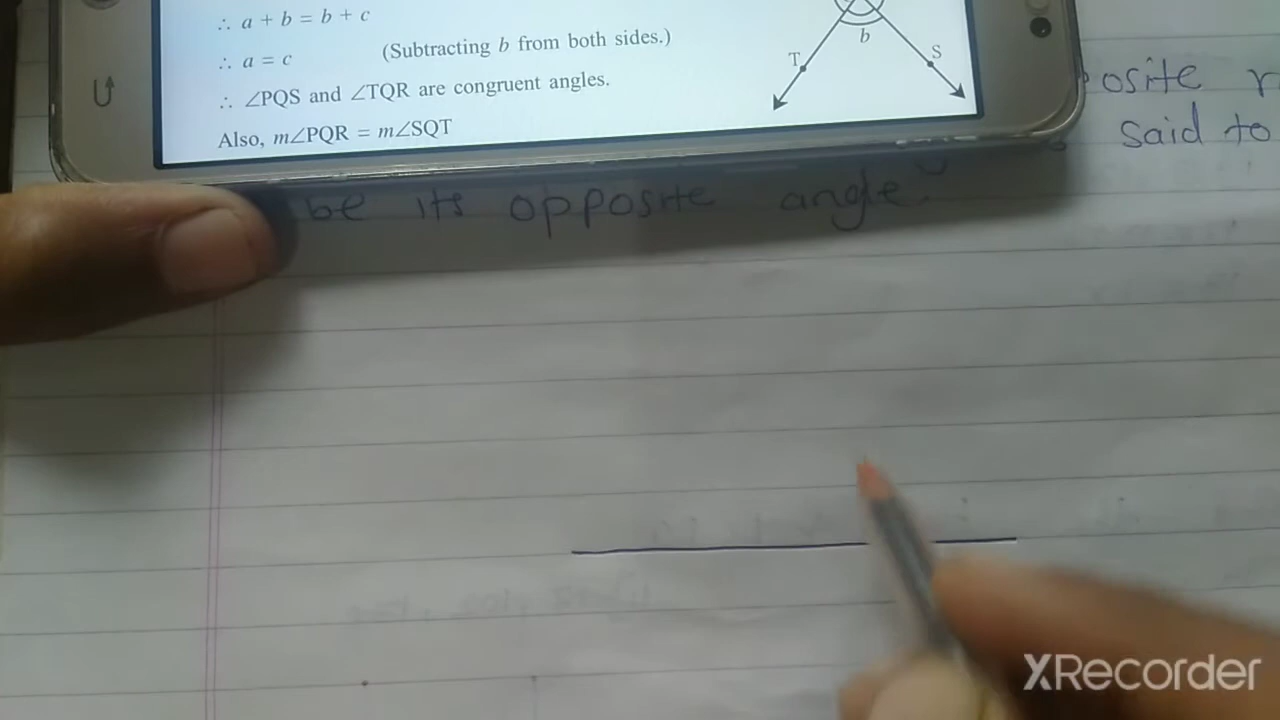 ∴ a + b = b + c
∴ a = c (Subtracting b from both sides.)
∴ ∠PQS and ∠TQR are congruent angles.
Also, m∠PQR = m∠SQT
b
T
S
posite
said to
be its opposite angle.
XRecorder